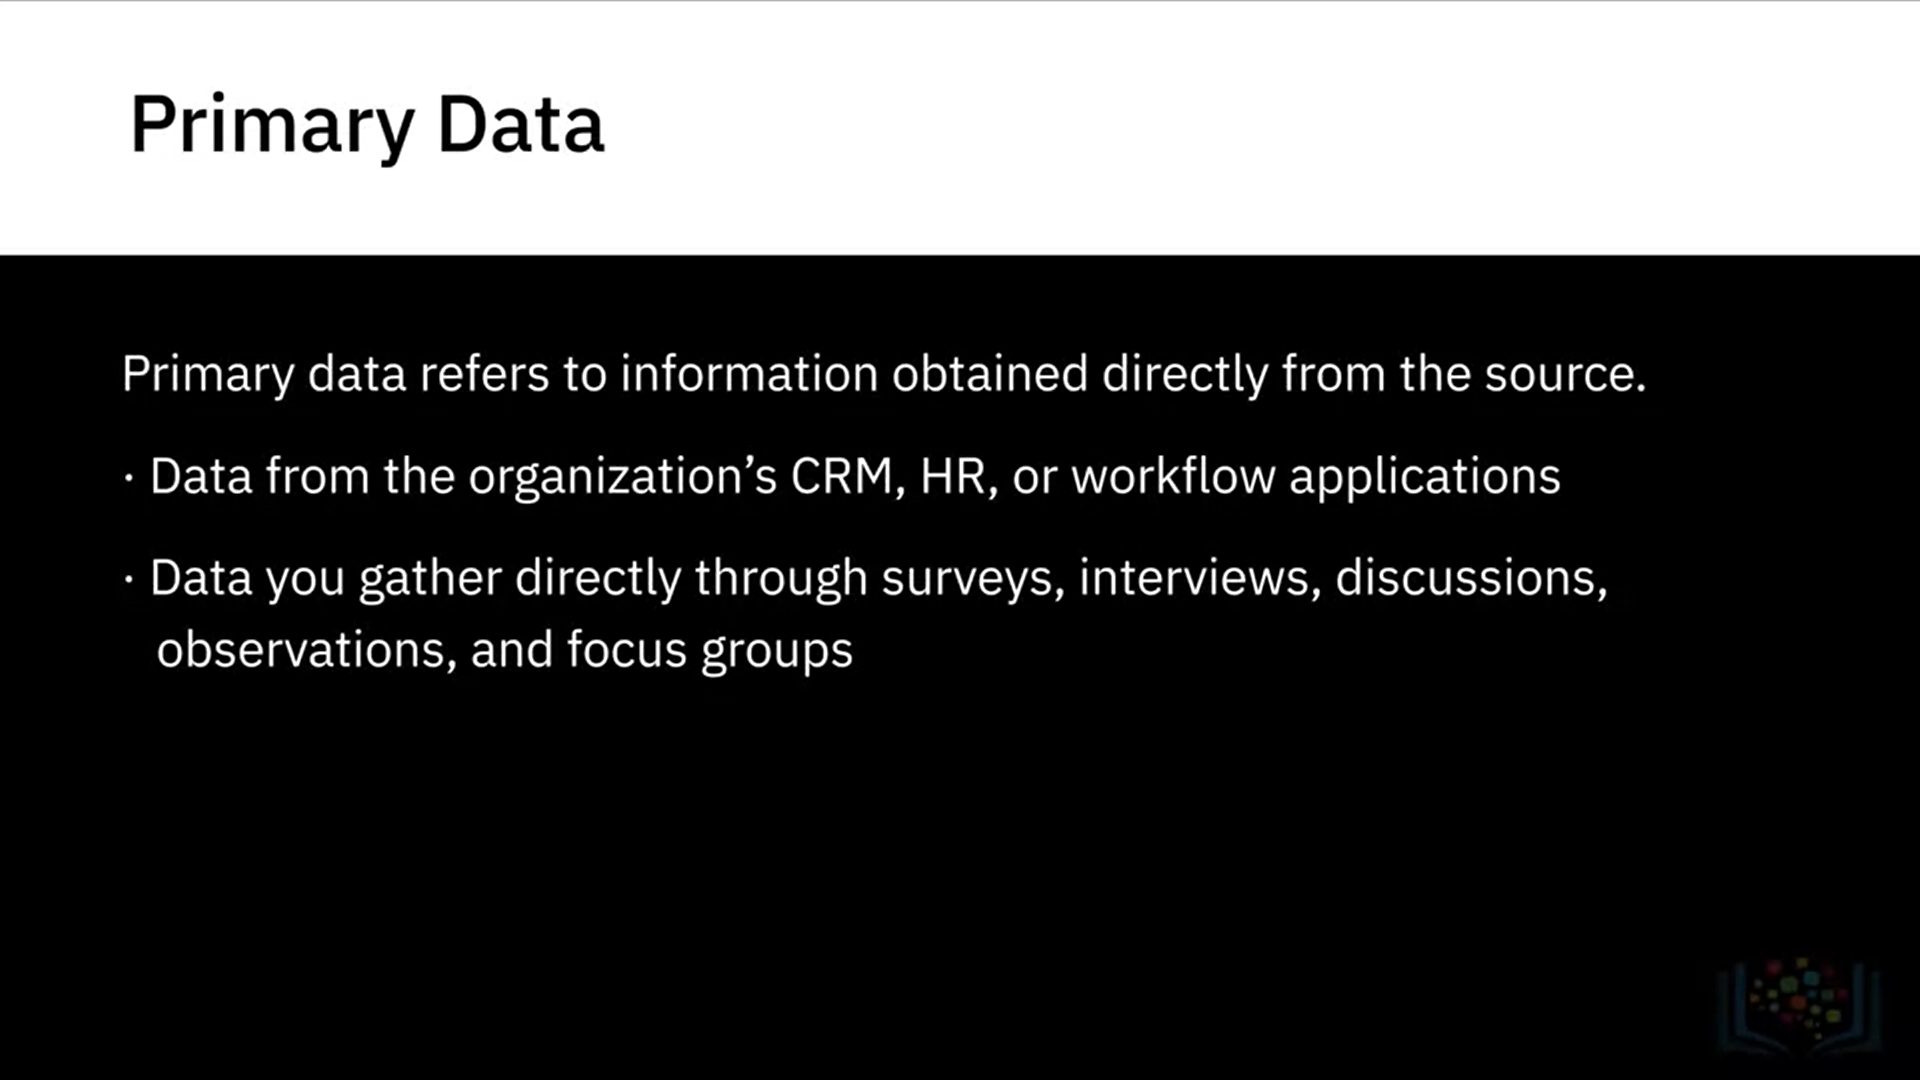 Primary Data
Primary data refers to information obtained directly from the source.
· Data from the organization’s CRM, HR, or workflow applications
· Data you gather directly through surveys, interviews, discussions,
observations, and focus groups